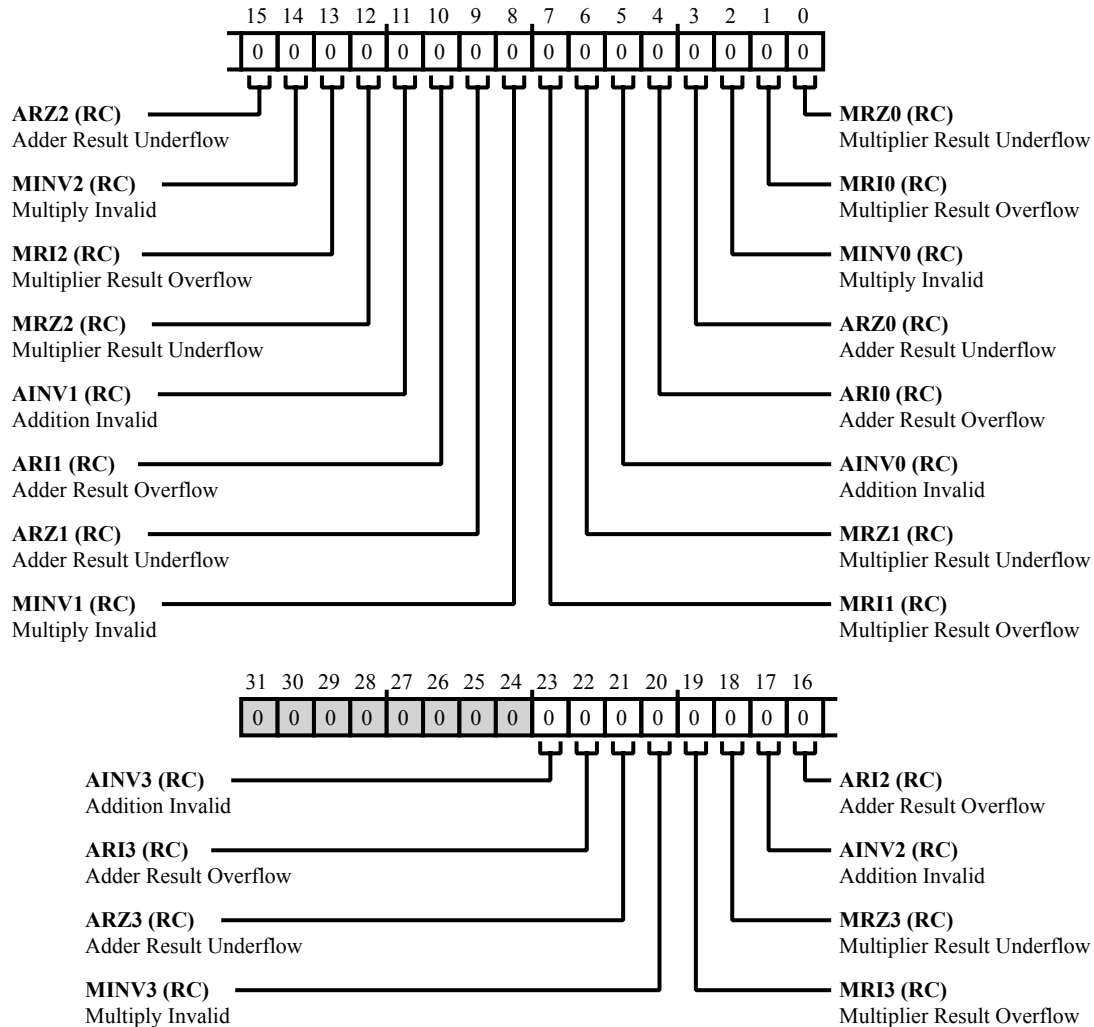 15 14 13 12 11 10 9 8 7 6 5 4 3 2 1 0
0 0 0 0 0 0 0 0 0 0 0 0 0 0 0 0
ARZ2 (RC)
Adder Result Underflow
MINV2 (RC)
Multiply Invalid
MRI2 (RC)
Multiplier Result Overflow
MRZ2 (RC)
Multiplier Result Underflow
AINV1 (RC)
Addition Invalid
ARI1 (RC)
Adder Result Overflow
ARZ1 (RC)
Adder Result Underflow
MINV1 (RC)
Multiply Invalid
MRZ0 (RC)
Multiplier Result Underflow
MRI0 (RC)
Multiplier Result Overflow
MINV0 (RC)
Multiply Invalid
ARZ0 (RC)
Adder Result Underflow
ARI0 (RC)
Adder Result Overflow
AINV0 (RC)
Addition Invalid
MRZ1 (RC)
Multiplier Result Underflow
MRI1 (RC)
Multiplier Result Overflow
31 30 29 28 27 26 25 24 23 22 21 20 19 18 17 16
0 0 0 0 0 0 0 0 0 0 0 0 0 0 0 0
AINV3 (RC)
Addition Invalid
ARI3 (RC)
Adder Result Overflow
ARZ3 (RC)
Adder Result Underflow
MINV3 (RC)
Multiply Invalid
ARI2 (RC)
Adder Result Overflow
AINV2 (RC)
Addition Invalid
MRZ3 (RC)
Multiplier Result Underflow
MRI3 (RC)
Multiplier Result Overflow